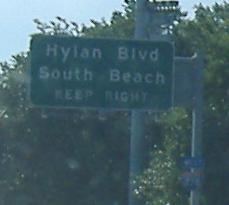 Hylan Blvd
South Beach
KEEP RIGHT